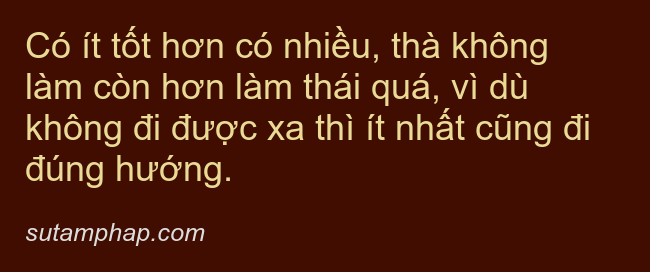 Có ít tốt hơn có nhiều, thà không
làm còn hơn làm thái quá, vì dù
không đi được xa thì ít nhất cũng đi
đúng hướng.
sutamphap.com